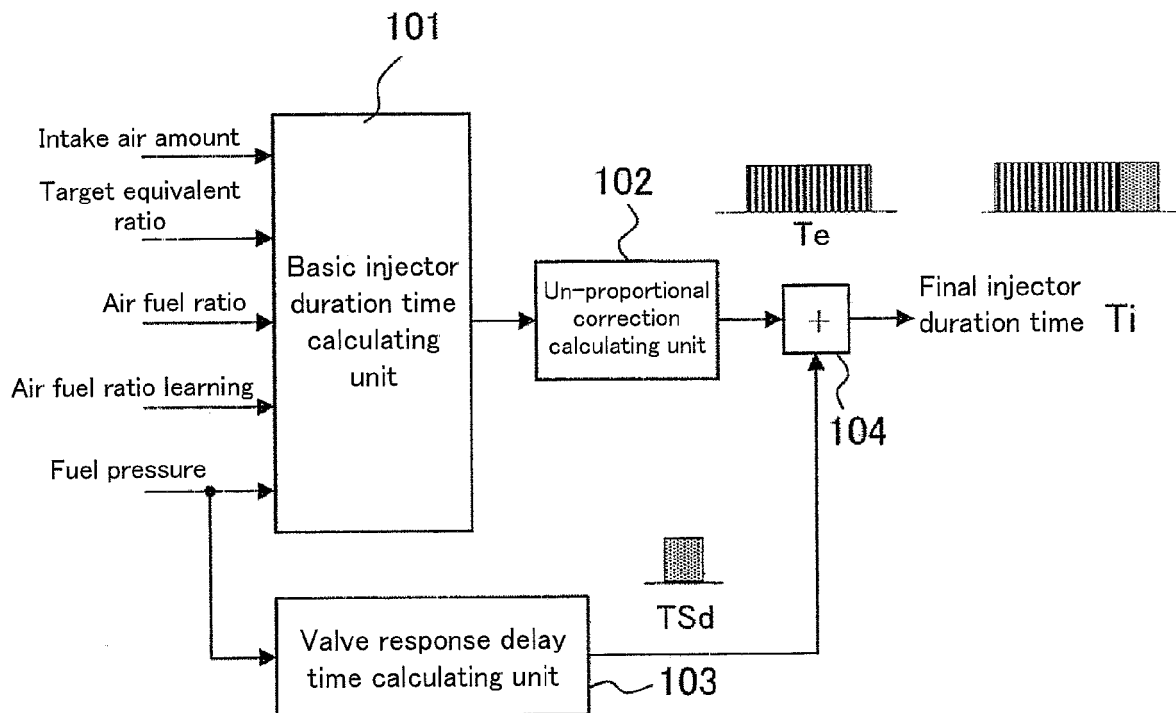 101
Intake air amount
Target equivalent
ratio
Air fuel ratio
Air fuel ratio learning
Fuel pressure
Basic injector
duration time
calculating
unit
102
Un-proportional
correction
calculating unit
Te
+
104
Final injector
duration time Ti
TSd
Valve response delay
time calculating unit
103